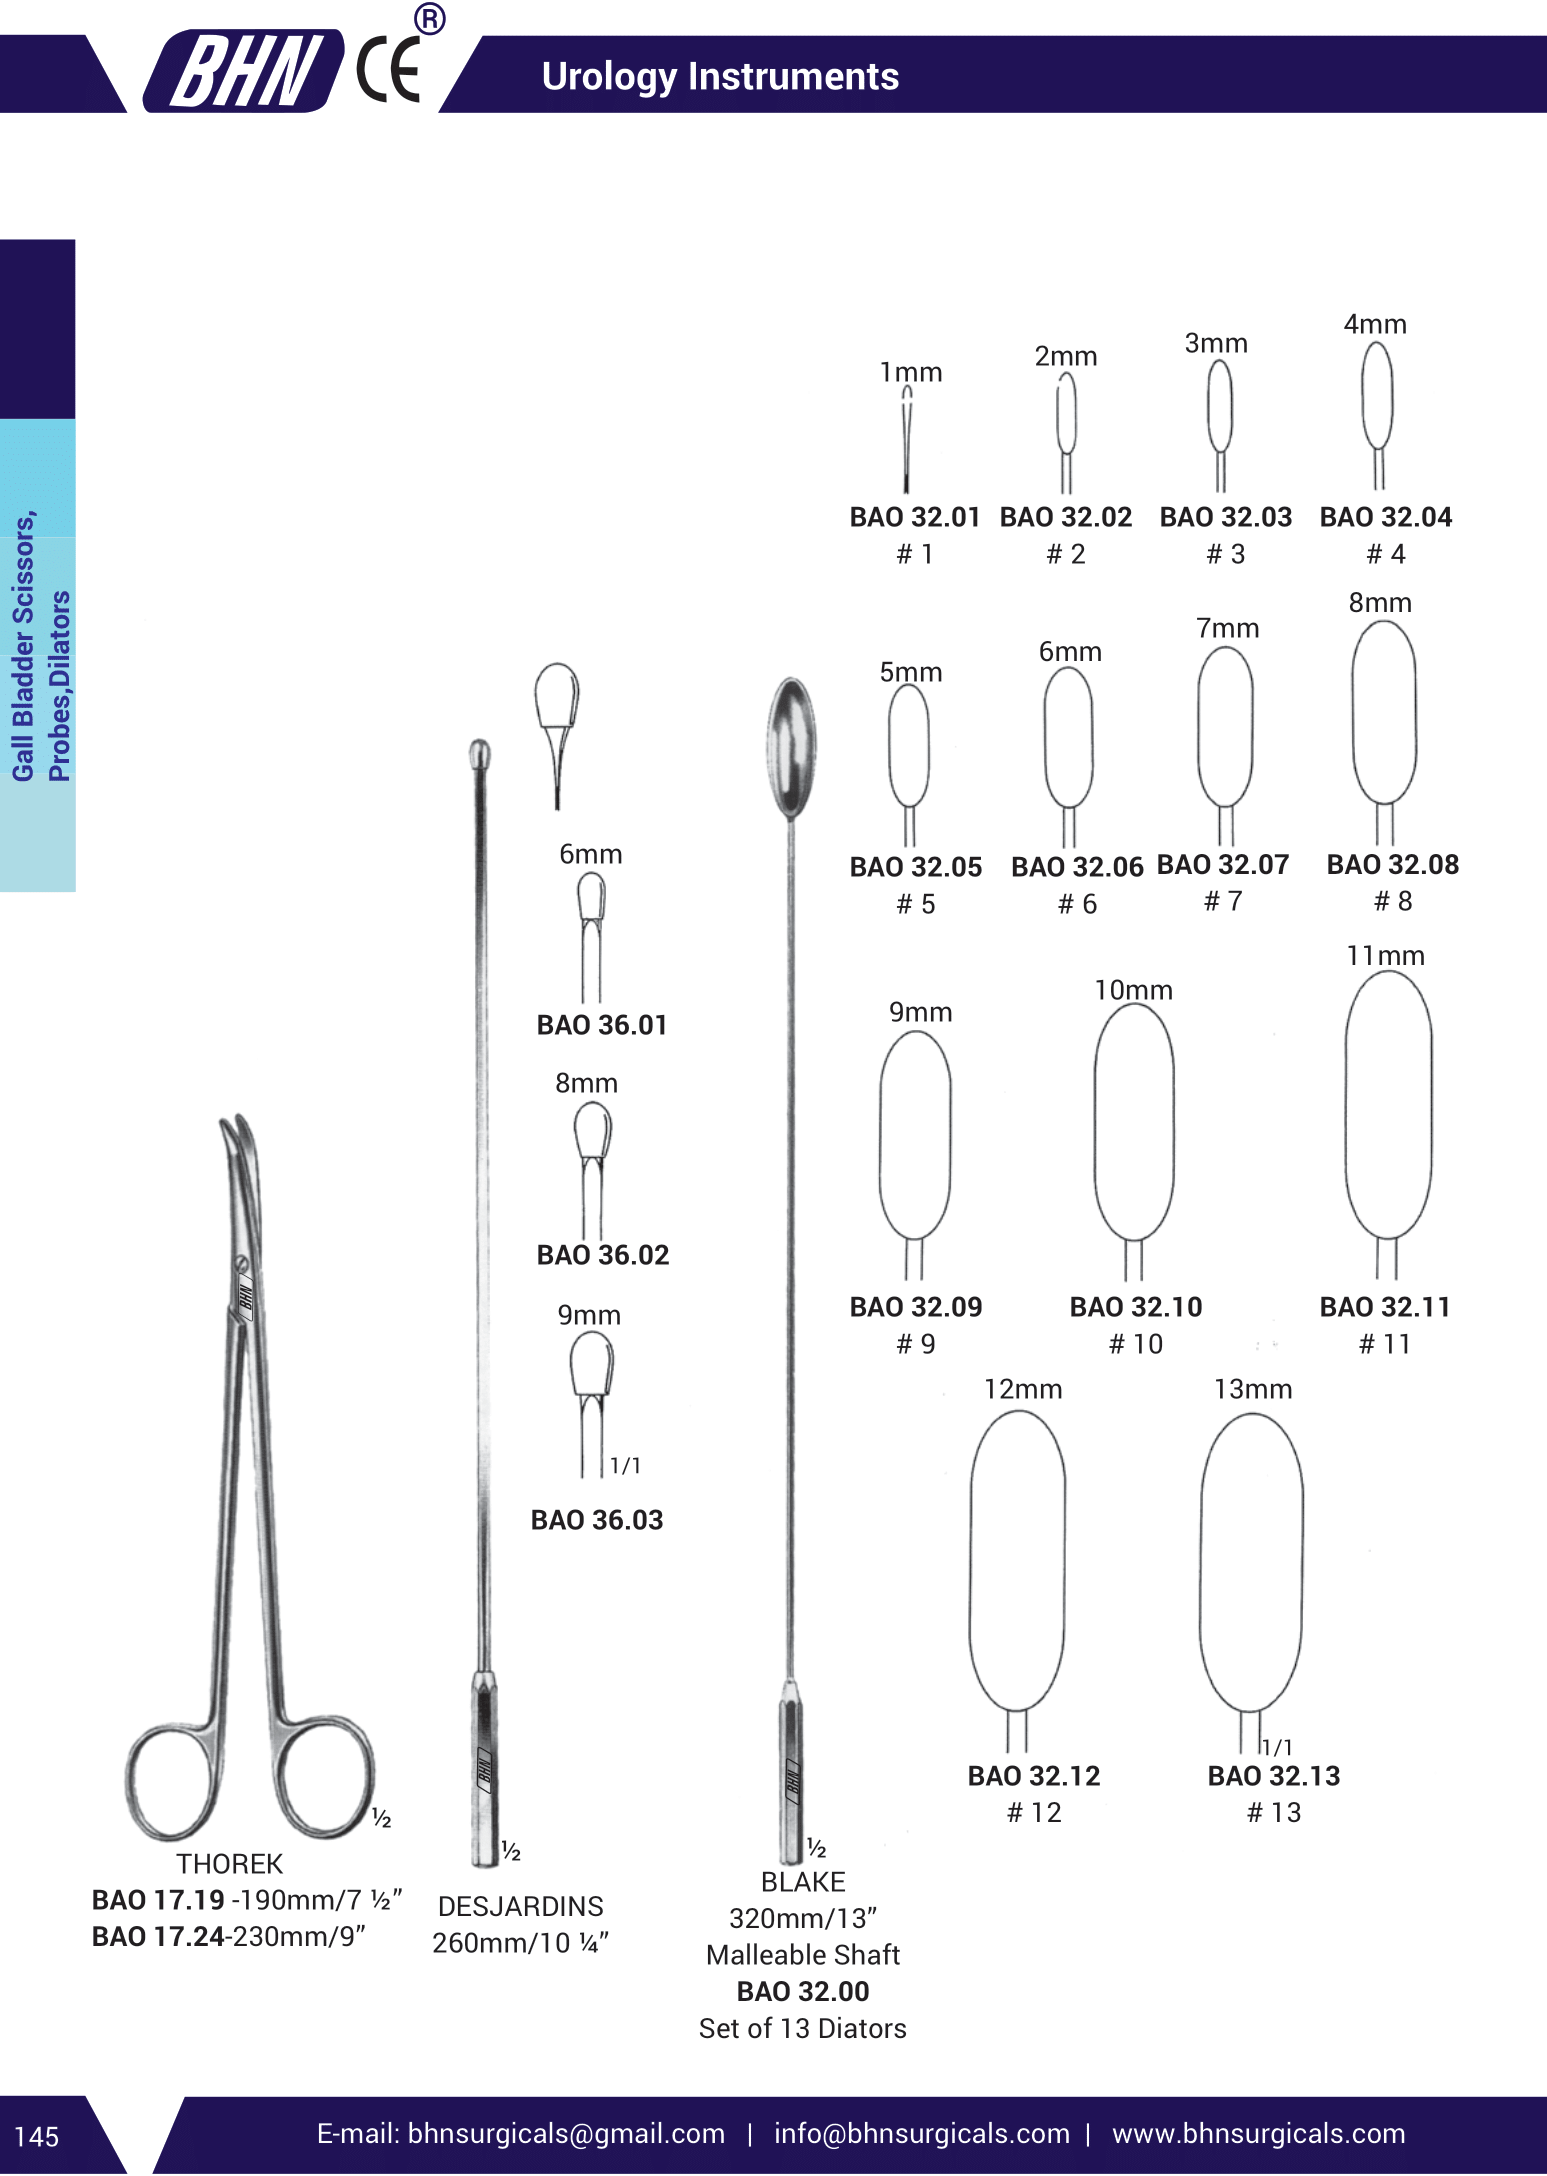 BHN CE ®
Urology Instruments
Gall Bladder Scissors,
Probes,Dilators
1mm
2mm
3mm
4mm
BAO 32.01 BAO 32.02 BAO 32.03 BAO 32.04
# 1 # 2 # 3 # 4
5mm
6mm
7mm
8mm
BAO 32.05 BAO 32.06 BAO 32.07 BAO 32.08
# 5 # 6 # 7 # 8
9mm
10mm
11mm
BAO 32.09 BAO 32.10 BAO 32.11
# 9 # 10 # 11
12mm
13mm
1/1
BAO 32.12 BAO 32.13
# 12 # 13
6mm
BAO 36.01
8mm
BAO 36.02
9mm
1/1
BAO 36.03
BHN
½
THOREK
BAO 17.19 -190mm/7 ½”
BAO 17.24-230mm/9”
BHN
½
DESJARDINS
260mm/10 ¼”
BHN
½
BLAKE
320mm/13”
Malleable Shaft
BAO 32.00
Set of 13 Diators
145
E-mail: bhnsurgicals@gmail.com | info@bhnsurgicals.com | www.bhnsurgicals.com